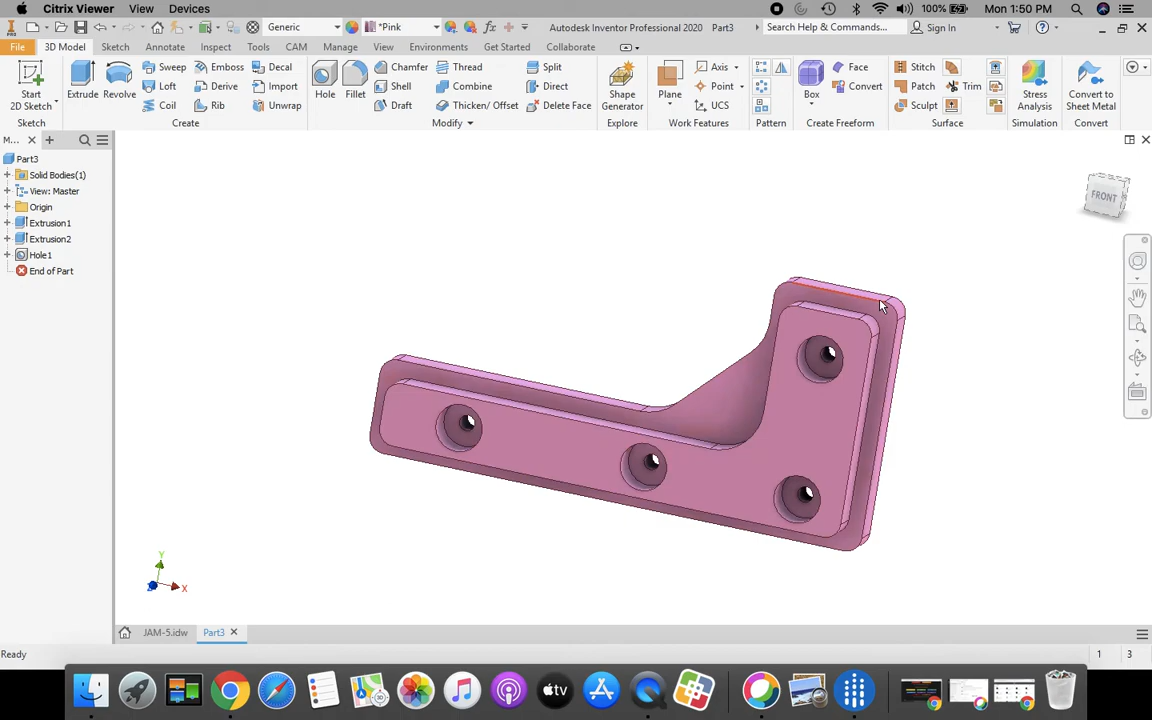 Citrix Viewer View Devices 100% Mon 1:50 PM
Generic *Pink fx Autodesk Inventor Professional 2020 Part3 Search Help & Commands... Sign In
File 3D Model Sketch Annotate Inspect Tools CAM Manage View Environments Get Started Collaborate
Start
2D Sketch
Extrude Revolve Sweep Emboss Decal
Loft Derive Import
Coil Rib Unwrap
Hole Fillet Chamfer Thread Split
Shell Combine Direct
Draft Thicken/ Offset Delete Face
Shape
Generator
Plane Axis
Point
UCS
Box
Face
Convert
Stitch
Patch Trim
Sculpt
Stress
Analysis
Convert to
Sheet Metal
Sketch Create Modify Explore Work Features Pattern Create Freeform Surface Simulation Convert
M...
Part3
Solid Bodies(1)
View: Master
Origin
Extrusion1
Extrusion2
Hole1
End of Part
FRONT
Y
X
JAM-5.idw Part3
Ready 1 3
tv